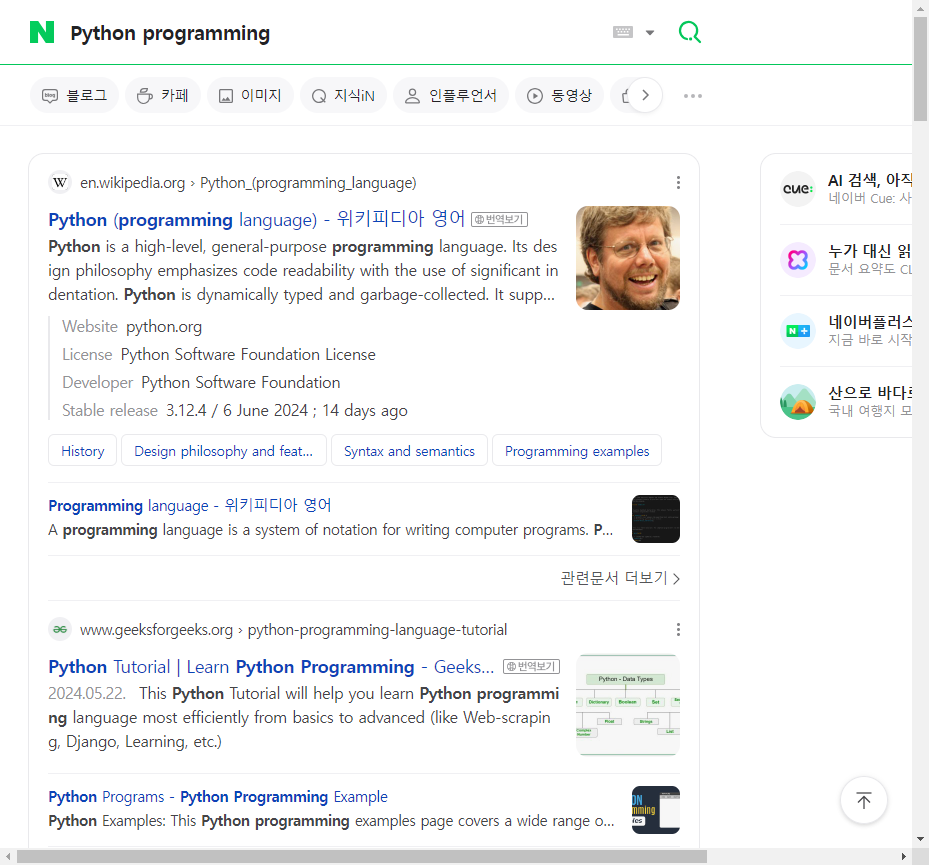 N Python programming
블로그 카페 이미지 지식iN 인플루언서 동영상
W en.wikipedia.org › Python_(programming_language)
Python (programming language) - 위키피디아 영어 번역보기
Python is a high-level, general-purpose programming language. Its des
ign philosophy emphasizes code readability with the use of significant in
dentation. Python is dynamically typed and garbage-collected. It supp...
Website python.org
License Python Software Foundation License
Developer Python Software Foundation
Stable release 3.12.4 / 6 June 2024 ; 14 days ago
History Design philosophy and feat... Syntax and semantics Programming examples
Programming language - 위키피디아 영어
A programming language is a system of notation for writing computer programs. P...
관련문서 더보기
www.geeksforgeeks.org › python-programming-language-tutorial
Python Tutorial | Learn Python Programming - Geeks... 번역보기
2024.05.22. This Python Tutorial will help you learn Python programmi
ng language most efficiently from basics to advanced (like Web-scrapin
g, Django, Learning, etc.)
Python - Data Types
Dictionary Boolean Set
Float Strings
Complex Number List
Python Programs - Python Programming Example
Python Examples: This Python programming examples page covers a wide range o...
cue:
AI 검색, 아직
네이버 Cue: 사
누가 대신 읽
문서 요약도 CL
N +
네이버플러스
지금 바로 시작
산으로 바다로
국내 여행지 모